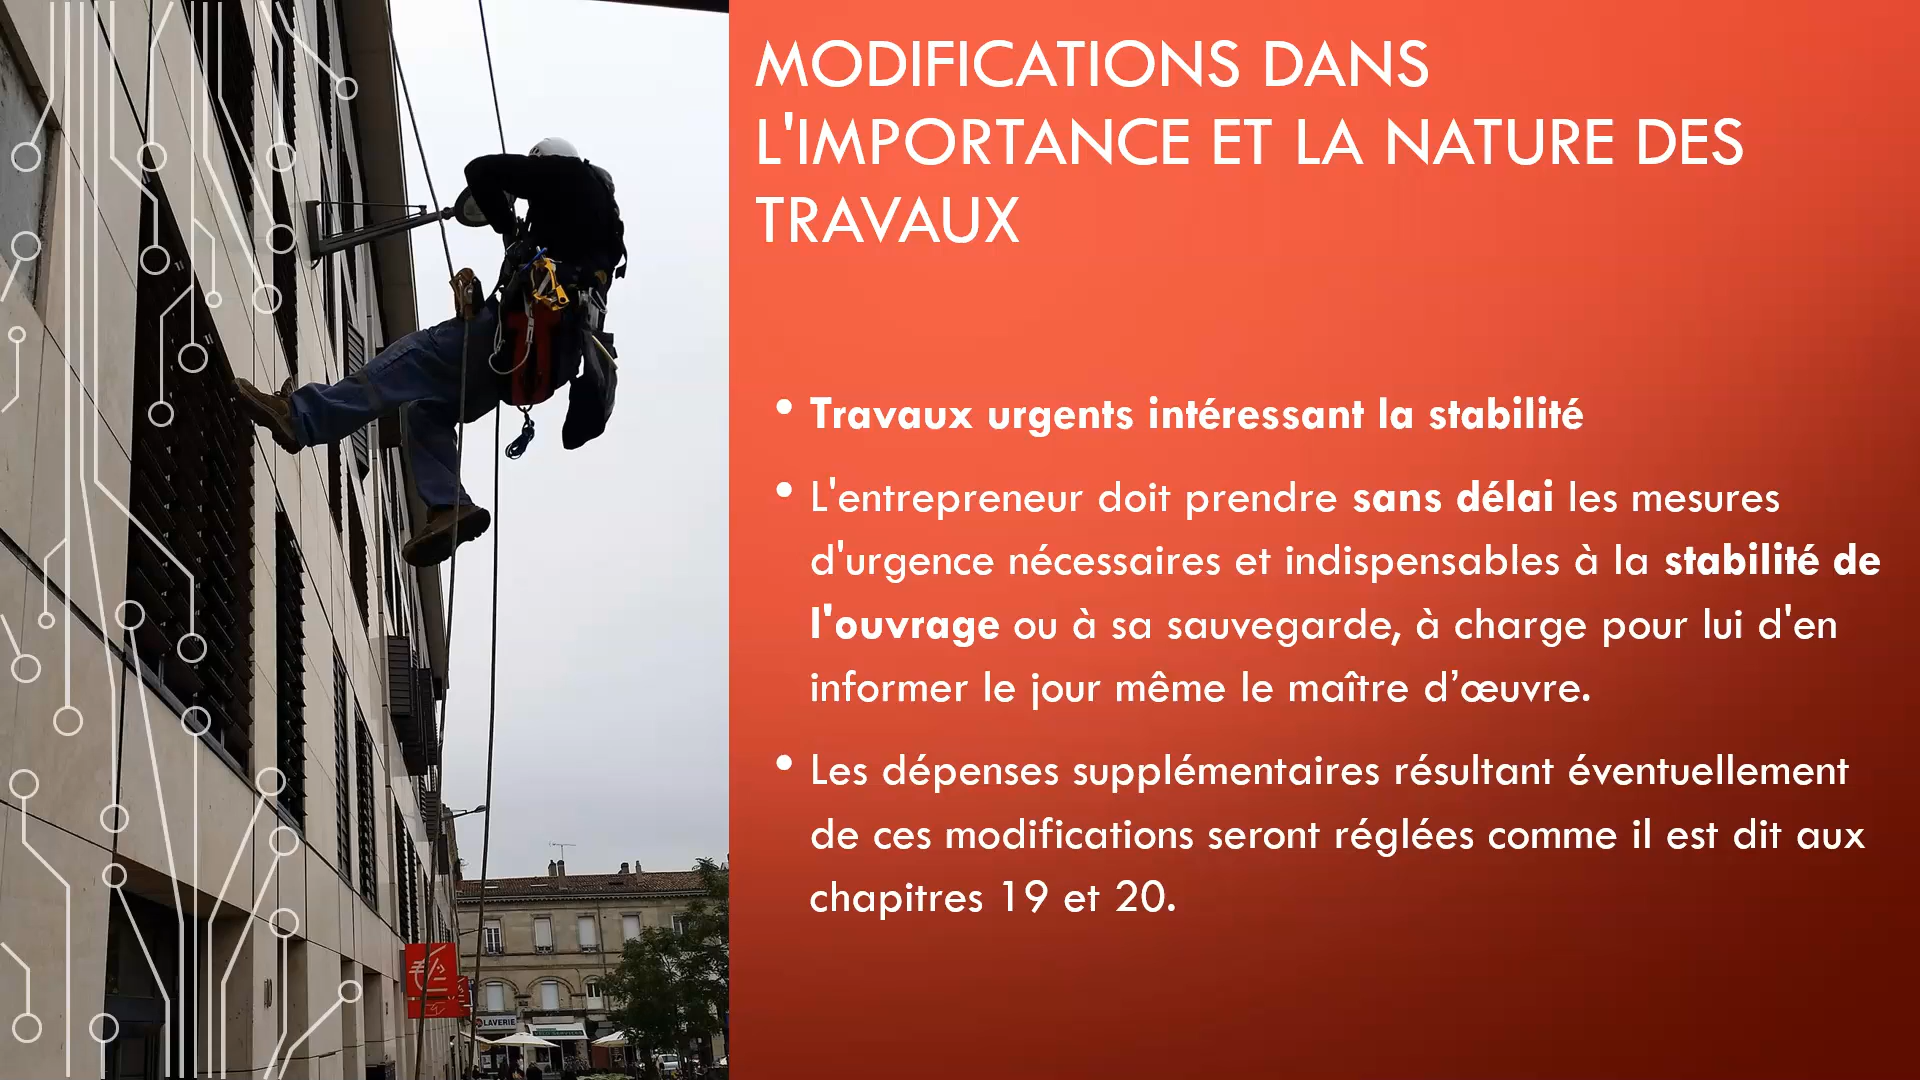 MODIFICATIONS DANS
L'IMPORTANCE ET LA NATURE DES
TRAVAUX
• Travaux urgents intéressant la stabilité
• L'entrepreneur doit prendre sans délai les mesures
d'urgence nécessaires et indispensables à la stabilité de
l'ouvrage ou à sa sauvegarde, à charge pour lui d'en
informer le jour même le maître d’œuvre.
• Les dépenses supplémentaires résultant éventuellement
de ces modifications seront réglées comme il est dit aux
chapitres 19 et 20.
LAVERIE